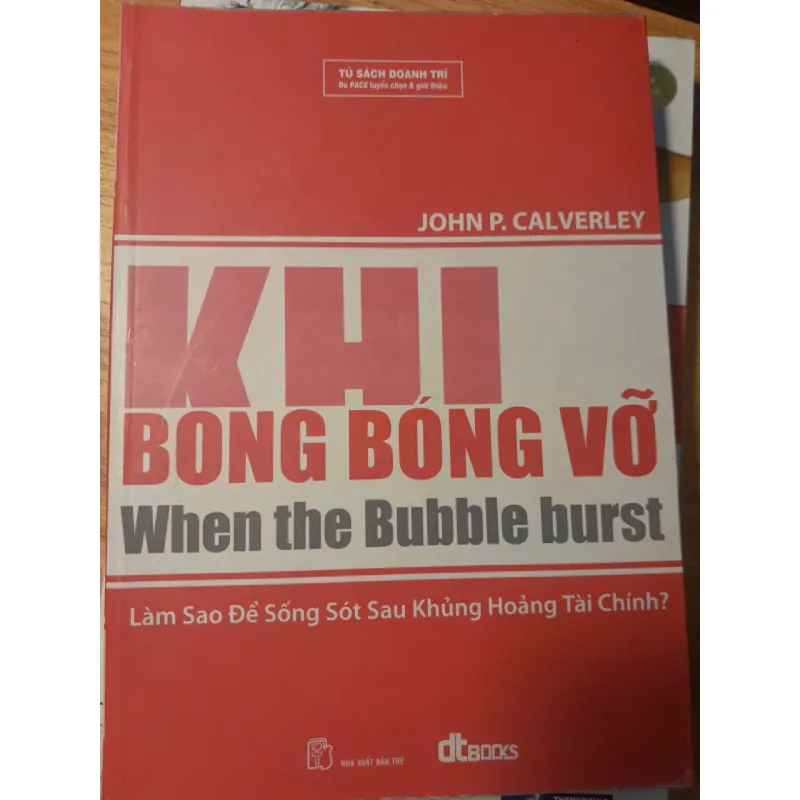 TỦ SÁCH DOANH TRÍ
Do PACE tuyển chọn & giới thiệu
JOHN P. CALVERLEY
KHI
BONG BÓNG VỠ
When the Bubble burst
Làm Sao Để Sống Sót Sau Khủng Hoảng Tài Chính?
NHÀ XUẤT BẢN TRẺ
dtBOOKS